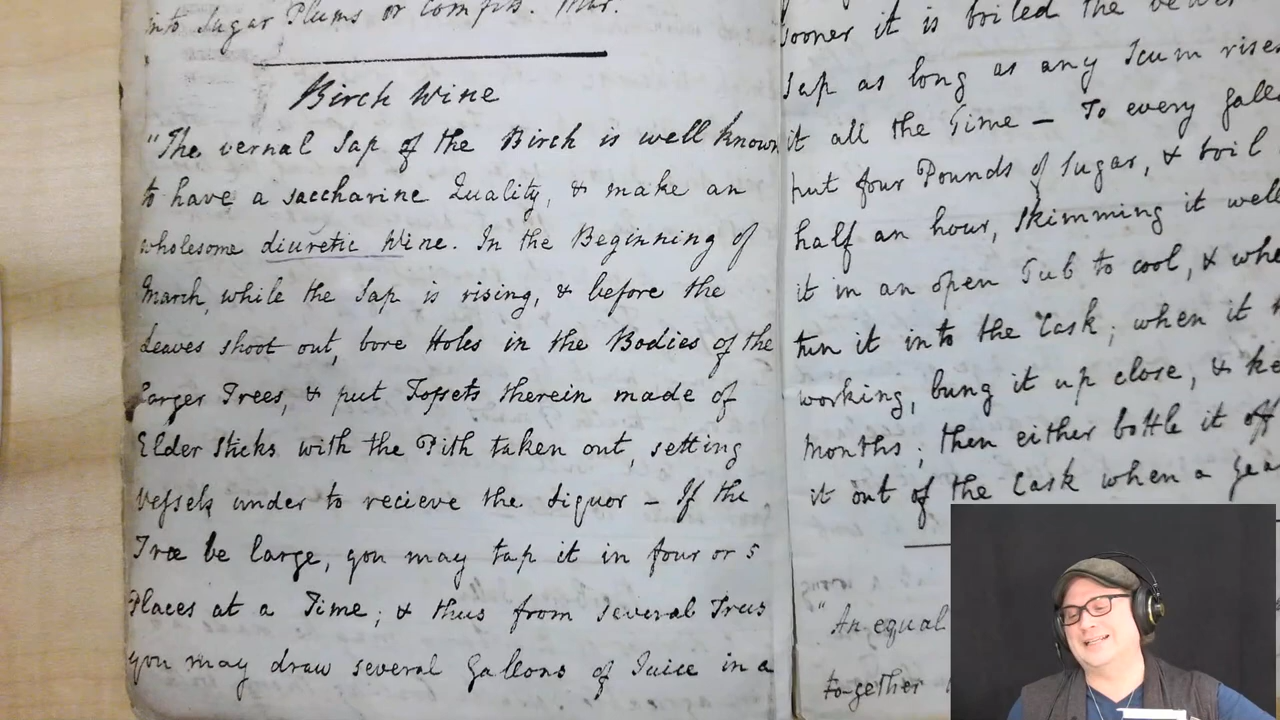 into Sugar Plums or Comfits. Mar.
Birch Wine
"The vernal Sap of the Birch is well known
to have a saccharine Quality, & make an
wholesome diuretic Wine. In the Beginning of
March, while the Sap is rising, & before the
Leaves shoot out, bore Holes in the Bodies of the
larger Trees, & put Fossets therein made of
Elder Sticks with the Pith taken out, setting
Vessels under to recieve the Liquor – If the
Tree be large, you may tap it in four or 5
Places at a Time; & thus from several Trees
you may draw several Gallons of Juice in a
sooner it is boiled the
Sap as long as any Scum rises
it all the Time – To every
put four Pounds of Sugar, & boil
half an hour, skimming it well
it in an open Tub to cool, &
tun it into the Cask; when it
working, bung it up close, &
Months; then either bottle it off
it out of the Cask when a
"An equal
together